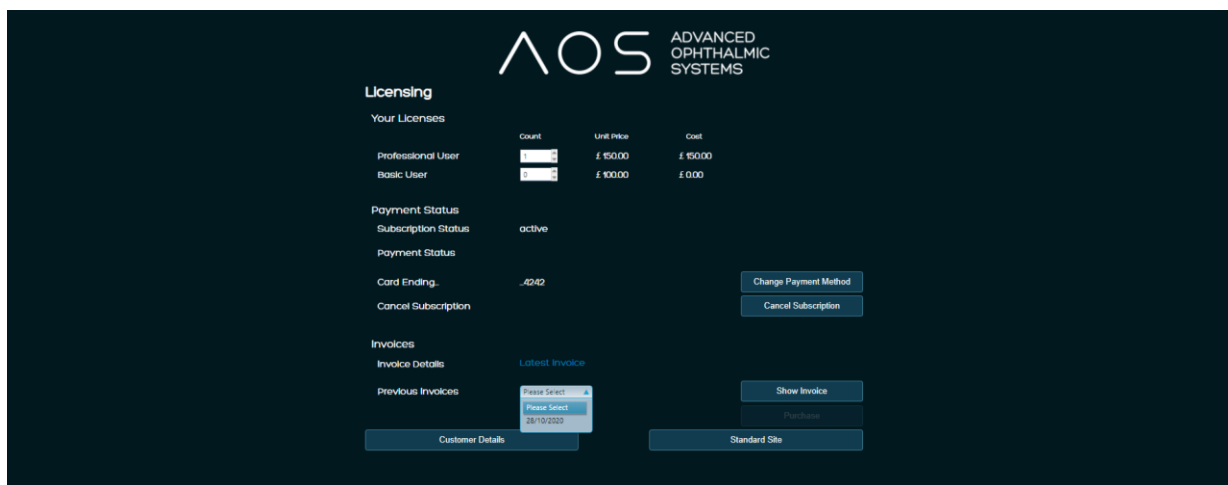 AOS
ADVANCED
OPHTHALMIC
SYSTEMS
Licensing
Your Licenses
Count Unit Price Cost
Professional User 1 £ 150.00 £ 150.00
Basic User 0 £ 100.00 £ 0.00
Payment Status
Subscription Status active
Payment Status
Card Ending.. ..4242 Change Payment Method
Cancel Subscription Cancel Subscription
Invoices
Invoice Details Latest Invoice
Previous Invoices Please Select Show Invoice
Please Select
Purchase
28/10/2020
Customer Details Standard Site